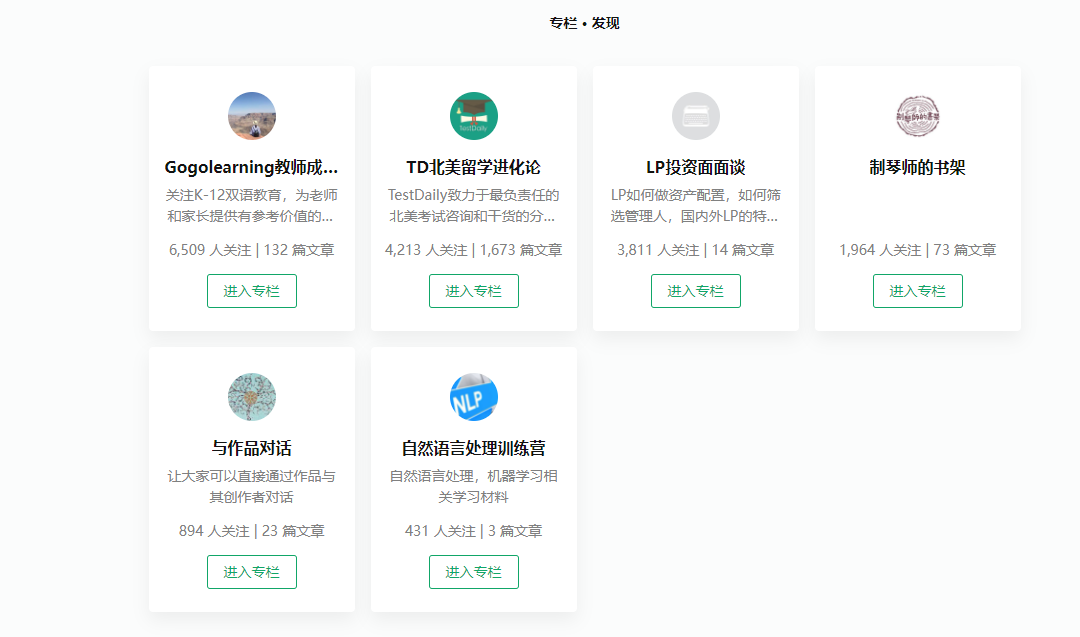 专栏 • 发现
Gogolearning教师成...
关注K-12双语教育，为老师
和家长提供有参考价值的...
6,509 人关注 | 132 篇文章
进入专栏
TestDaily
TD北美留学进化论
TestDaily致力于最负责任的
北美考试咨询和干货的分...
4,213 人关注 | 1,673 篇文章
进入专栏
LP投资面面谈
LP如何做资产配置，如何筛
选管理人，国内外LP的特...
3,811 人关注 | 14 篇文章
进入专栏
制琴师的書架
制琴师的书架
1,964 人关注 | 73 篇文章
进入专栏
与作品对话
让大家可以直接通过作品与
其创作者对话
894 人关注 | 23 篇文章
进入专栏
NLP
自然语言处理训练营
自然语言处理，机器学习相
关学习材料
431 人关注 | 3 篇文章
进入专栏